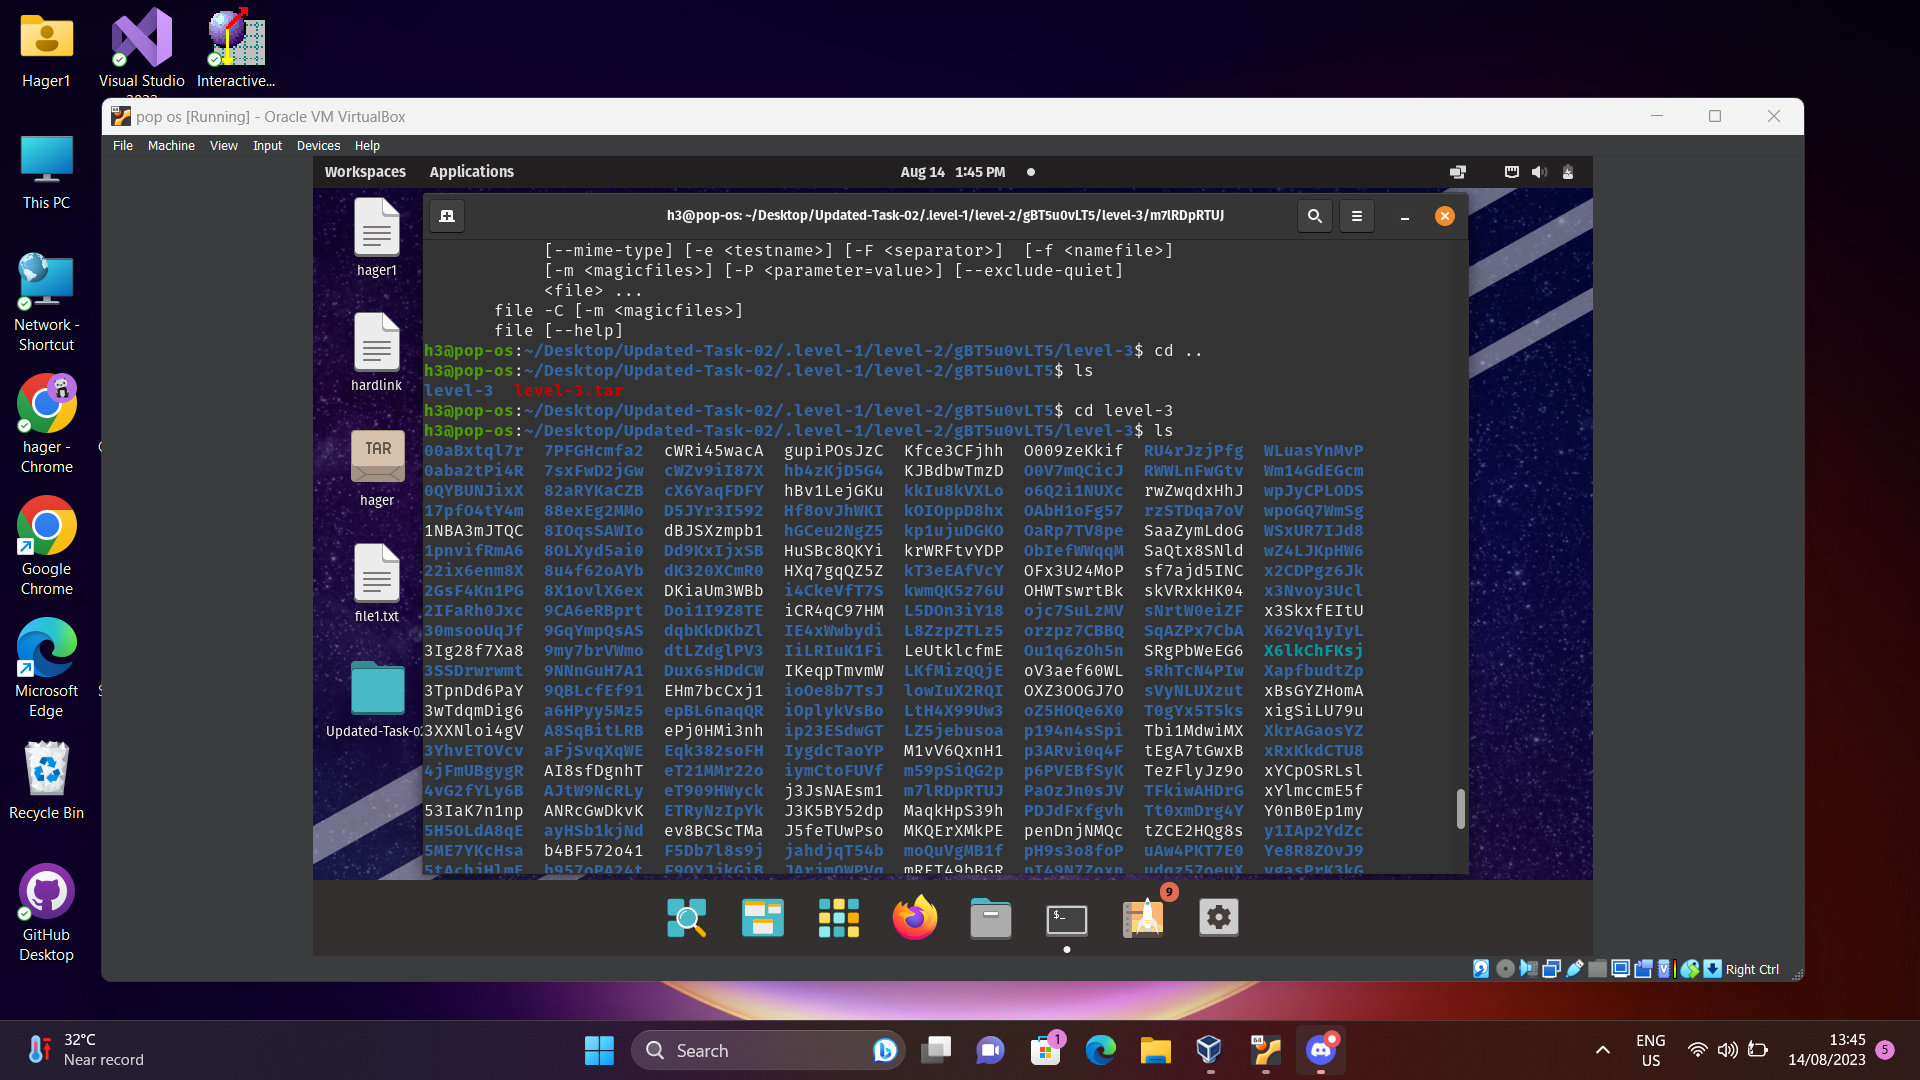 Hager1
Visual Studio
2022
Interactive...
This PC
Network -
Shortcut
hager -
Chrome
Google
Chrome
Microsoft
Edge
Recycle Bin
GitHub
Desktop
pop os [Running] - Oracle VM VirtualBox
File Machine View Input Devices Help
Workspaces Applications
Aug 14 1:45 PM
hager1
hardlink
TAR
hager
file1.txt
Updated-Task-02
h3@pop-os: ~/Desktop/Updated-Task-02/.level-1/level-2/gBT5u0vLT5/level-3/m7lRDpRTUJ
[--mime-type] [-e <testname>] [-F <separator>] [-f <namefile>]
[-m <magicfiles>] [-P <parameter=value>] [--exclude-quiet]
<file> ...
file -C [-m <magicfiles>]
file [--help]
h3@pop-os:~/Desktop/Updated-Task-02/.level-1/level-2/gBT5u0vLT5/level-3$ cd ..
h3@pop-os:~/Desktop/Updated-Task-02/.level-1/level-2/gBT5u0vLT5$ ls
level-3 level-3.tar
h3@pop-os:~/Desktop/Updated-Task-02/.level-1/level-2/gBT5u0vLT5$ cd level-3
h3@pop-os:~/Desktop/Updated-Task-02/.level-1/level-2/gBT5u0vLT5/level-3$ ls
00aBxtql7r 7PFGHcmfa2 cWRi45wacA gupiPOsJzC Kfce3CFjhh O009zeKkif RU4rJzjPfg WLuasYnMvP
0aba2tPi4R 7sxFwD2jGw cWZv9iI87X hb4zKjD5G4 KJBdbwTmzD O0V7mQCicJ RWWLnFwGtv Wm14GdEGcm
0QYBUNJixX 82aRYKaCZB cX6YaqFDFY hBv1LejGKu kkIu8kVXLo o6Q2i1NUXc rwZwqdxHhJ wpJyCPLODS
17pfO4tY4m 88exEg2MMo D5JYr3I592 Hf8ovJhWKI kOIOppD8hx OAbH1oFg57 rzSTDqa7oV wpoGQ7WmSg
1NBA3mJTQC 8IOqsSAWIo dBJSXzmpb1 hGCeu2NgZ5 kp1ujuDGKO OaRp7TV8pe SaaZymLdoG WSxUR7IJd8
1pnvifRmA6 8OLXyd5ai0 Dd9KxIjxSB HuSBc8QKYi krWRFtvYDP ObIefWWqqM SaQtx8SNld wZ4LJKpHW6
22ix6enm8X 8u4f62oAYb dK320XCmR0 HXq7gqQZ5Z kT3eEAfVcY OFx3U24MoP sf7ajd5INC x2CDPgz6Jk
2GsF4Kn1PG 8X1ovlX6ex DKiaUm3WBb i4CkeVfT7S kwmQK5z76U OHWTswrtBk skVRxkHK04 x3Nvoy3Ucl
2IFaRh0Jxc 9CA6eRBprt Doi1I9Z8TE iCR4qC97HM L5DOn3iY18 ojc7SuLzMV sNrtW0eiZF x3SkxfEItU
30msooUqJf 9GqYmpQsAS dqbKkDKbZl IE4xWwbydi L8ZzpZTLz5 orzpz7CBBQ SqAZPx7CbA X62Vq1yIyL
3Ig28f7Xa8 9my7brVWmo dtLZdglPV3 IiLRIuK1Fi LeUtklcfmE Ou1q6zOh5n SRgPbWeEG6 X6lkChFKsj
3SSDrwrwmt 9NNnGuH7A1 Dux6sHDdCW IKeqpTmvmW LKfMizQQjE oV3aef60WL sRhTcN4PIw XapfbudtZp
3TpnDd6PaY 9QBLcfEf91 EHm7bcCxj1 ioOe8b7TsJ lowIuX2RQI OXZ3OOGJ7O sVyNLUXzut xBsGYZHomA
3wTdqmDig6 a6HPyy5Mz5 epBL6naqQR iOplykVsBo LtH4X99Uw3 oZ5HOQe6X0 T0gYx5T5ks xigSiLU79u
3XXNloi4gV A8SqBitLRB ePj0HMi3nh ip23ESdwGT LZ5jebusoa p194n4sSpi Tbi1MdwiMX XkrAGaosYZ
3YhvETOVcv aFjSvqXqWE Eqk382soFH IygdcTaoYP M1vV6QxnH1 p3ARvi0q4F tEgA7tGwxB xRxKkdCTU8
4jFmUBgygR AI8sfDgnhT eT21MMr22o iymCtoFUVf m59pSiQG2p p6PVEBfSyK TezFlyJz9o xYCpOSRLsl
4vG2fYLy6B AJtW9NcRLy eT909HWyck j3JsNAEsm1 m7lRDpRTUJ PaOzJn0sJV TFkiwAHDrG xYlmccmE5f
53IaK7n1np ANRcGwDkvK ETRyNzIpYk J3K5BY52dp MaqkHpS39h PDJdFxfgvh Tt0xmDrg4Y Y0nB0Ep1my
5H5OLdA8qE ayHSb1kjNd ev8BCScTMa J5feTUwPso MKQErXMkPE penDnjNMQc tZCE2HQg8s y1IAp2YdZc
5ME7YKcHsa b4BF572o41 F5Db7l8s9j jahdjqT54b moQuVgMB1f pH9s3o8foP uAw4PKT7E0 Ye8R8ZOvJ9
9
Right Ctrl
32°C
Near record
Search
1
ENG
US
13:45
14/08/2023
5